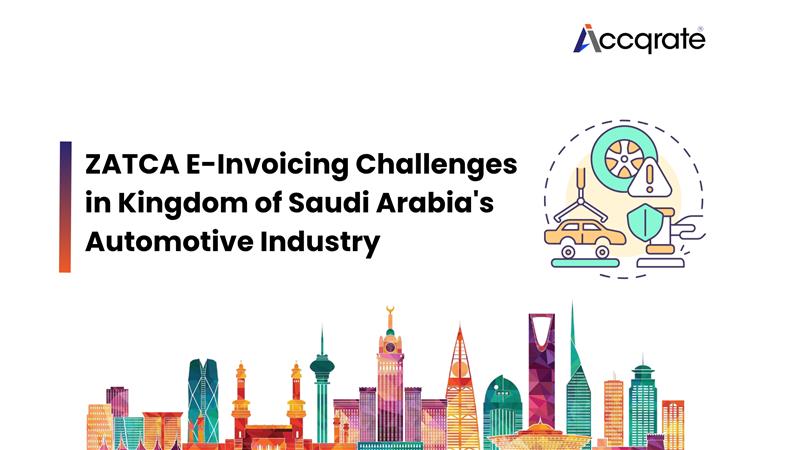 Accqrate®
ZATCA E-Invoicing Challenges
in Kingdom of Saudi Arabia's
Automotive Industry